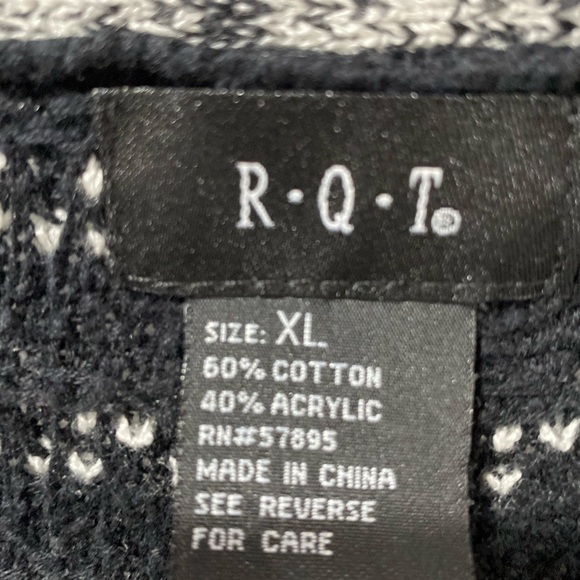 R·Q·T®
SIZE: XL
60% COTTON
40% ACRYLIC
RN#57895
MADE IN CHINA
SEE REVERSE
FOR CARE